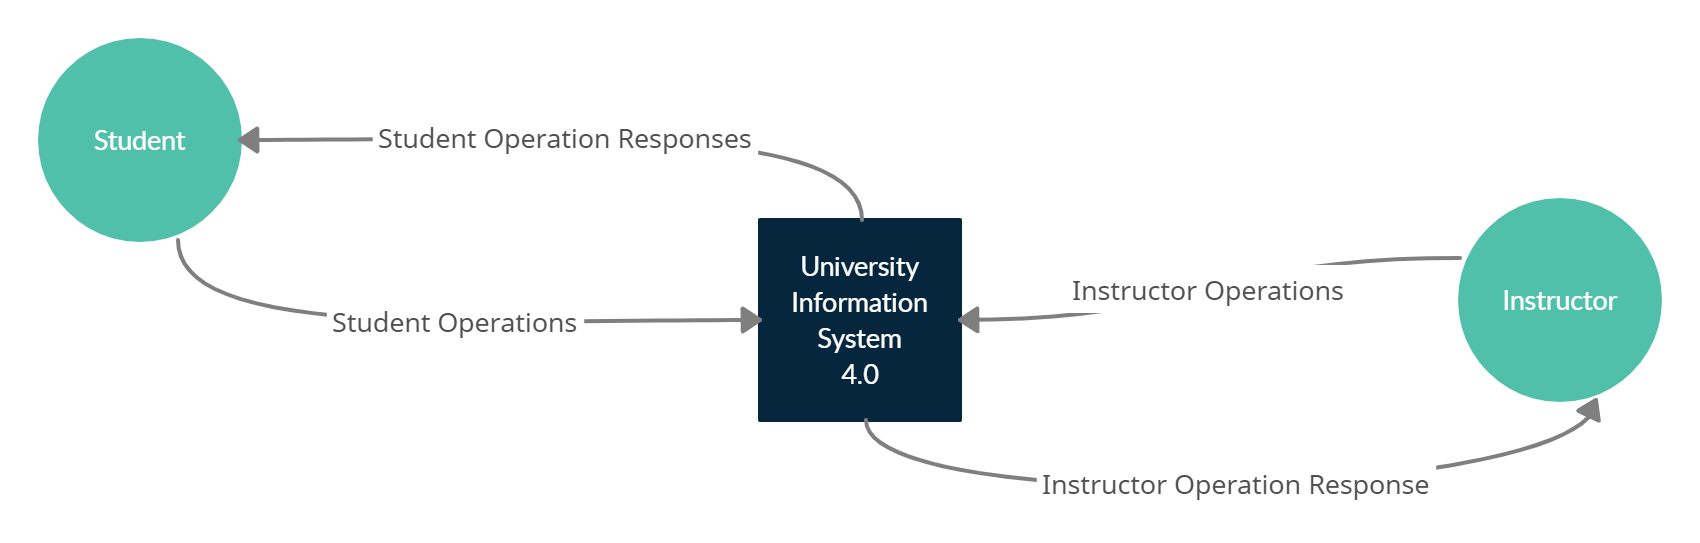 Student
Student Operation Responses
Student Operations
University
Information
System
4.0
Instructor Operations
Instructor
Instructor Operation Response